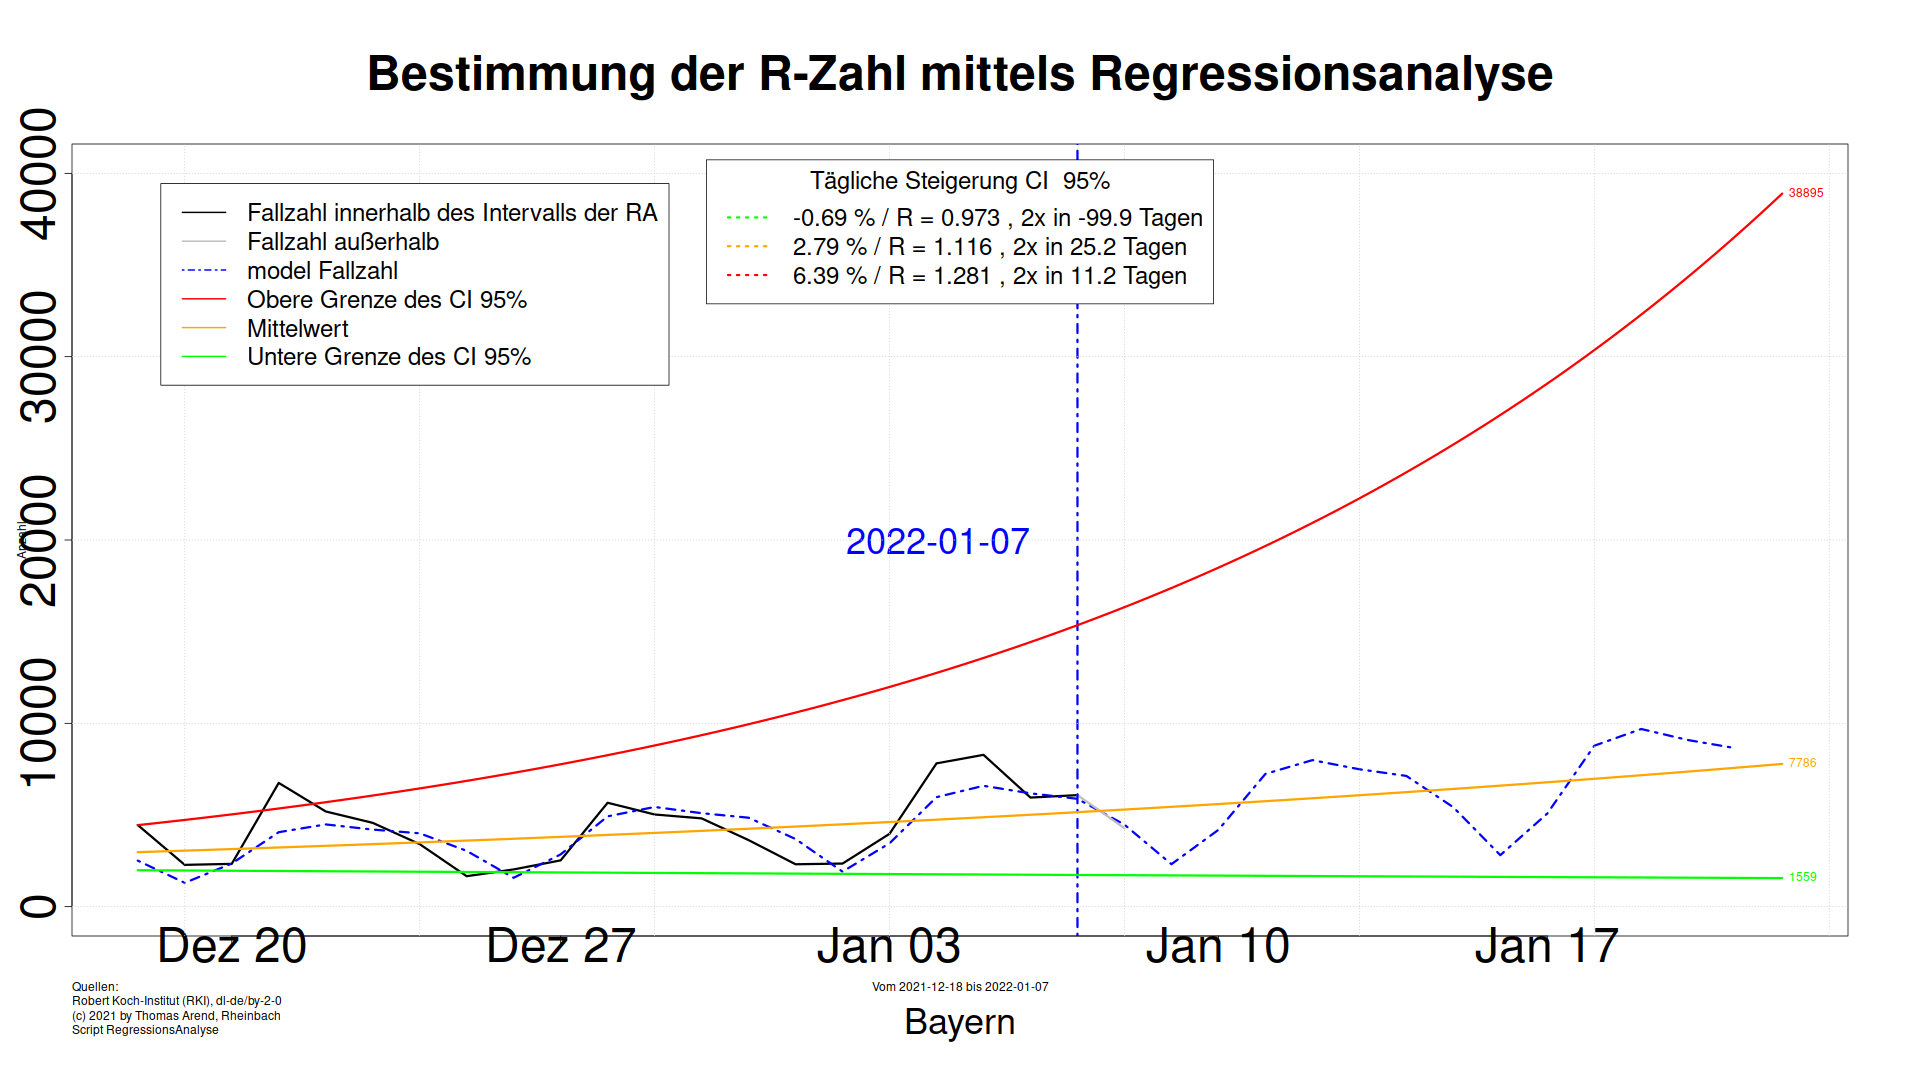 Bestimmung der R-Zahl mittels Regressionsanalyse
Anzahl
40000
30000
20000
10000
0
Fallzahl innerhalb des Intervalls der RA
Fallzahl außerhalb
model Fallzahl
Obere Grenze des CI 95%
Mittelwert
Untere Grenze des CI 95%
Tägliche Steigerung CI 95%
-0.69 % / R = 0.973 , 2x in -99.9 Tagen
2.79 % / R = 1.116 , 2x in 25.2 Tagen
6.39 % / R = 1.281 , 2x in 11.2 Tagen
38895
2022-01-07
7786
1559
Dez 20 Dez 27 Jan 03 Jan 10 Jan 17
Quellen:
Robert Koch-Institut (RKI), dl-de/by-2-0
(c) 2021 by Thomas Arend, Rheinbach
Script RegressionsAnalyse
Vom 2021-12-18 bis 2022-01-07
Bayern